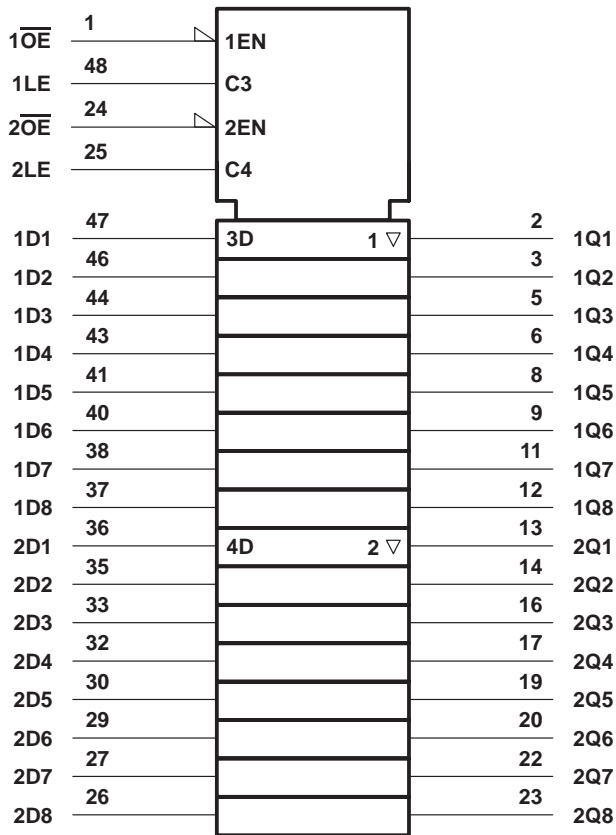 1O̅E̅ 1 1EN
1LE 48 C3
2O̅E̅ 24 2EN
2LE 25 C4
1D1 47 3D 1 ▽ 2 1Q1
1D2 46 3 1Q2
1D3 44 5 1Q3
1D4 43 6 1Q4
1D5 41 8 1Q5
1D6 40 9 1Q6
1D7 38 11 1Q7
1D8 37 12 1Q8
2D1 36 4D 2 ▽ 13 2Q1
2D2 35 14 2Q2
2D3 33 16 2Q3
2D4 32 17 2Q4
2D5 30 19 2Q5
2D6 29 20 2Q6
2D7 27 22 2Q7
2D8 26 23 2Q8